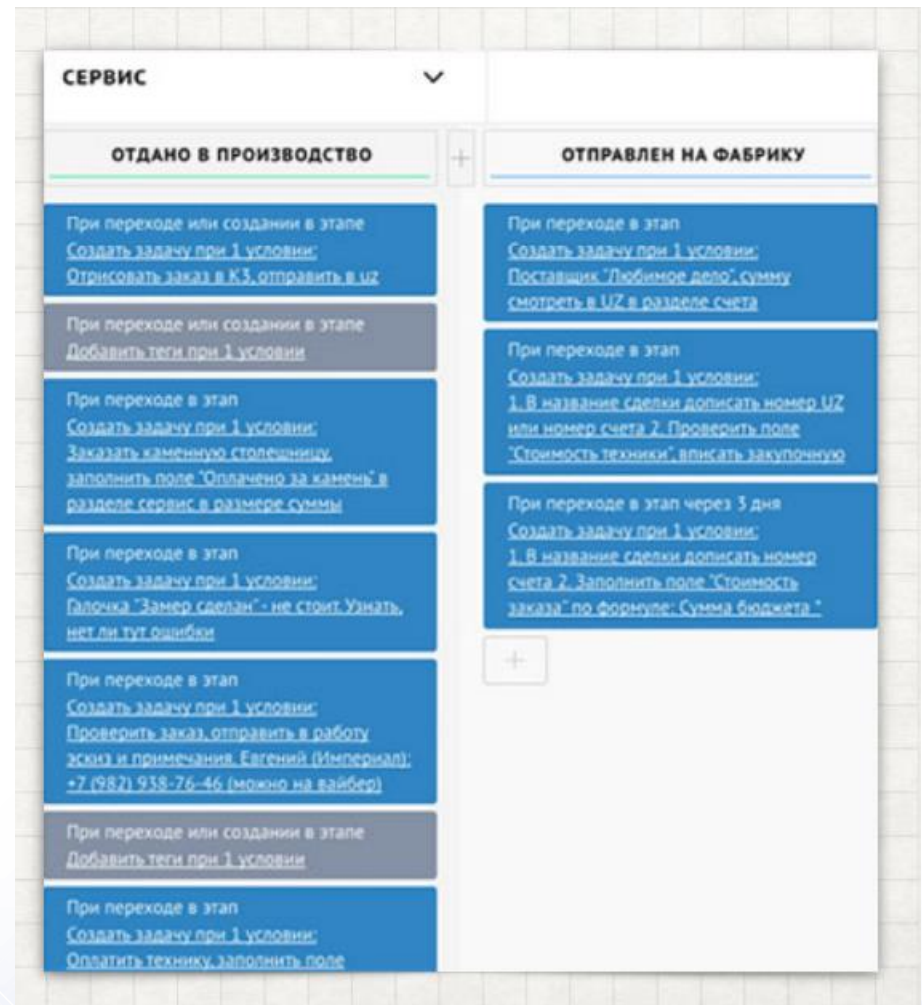 СЕРВИС
ОТДАНО В ПРОИЗВОДСТВО
При переходе или создании в этапе
Создать задачу при 1 условии:
Отрисовать заказ в К3, отправить в uz
При переходе или создании в этапе
Добавить теги при 1 условии
При переходе в этап
Создать задачу при 1 условии:
Заказать каменную столешницу,
заполнить поле "Оплачено за камень" в
разделе сервис в размере суммы
При переходе в этап
Создать задачу при 1 условии:
Галочка "Замер сделан" - не стоит. Узнать,
нет ли тут ошибки
При переходе в этап
Создать задачу при 1 условии:
Проверить заказ, отправить в работу
эскиз и примечания. Евгений (Империал):
+7 (982) 938-76-46 (можно на вайбер)
При переходе или создании в этапе
Добавить теги при 1 условии
При переходе в этап
Создать задачу при 1 условии:
Оплатить технику, заполнить поле
ОТПРАВЛЕН НА ФАБРИКУ
При переходе в этап
Создать задачу при 1 условии:
Поставщик "Любимое дело", сумму
смотреть в UZ в разделе счета
При переходе в этап
Создать задачу при 1 условии:
1. В название сделки дописать номер UZ
или номер счета 2. Проверить поле
"Стоимость техники", вписать закупочную
При переходе в этап через 3 дня
Создать задачу при 1 условии:
1. В название сделки дописать номер
счета 2. Заполнить поле "Стоимость
заказа" по формуле: Сумма бюджета *